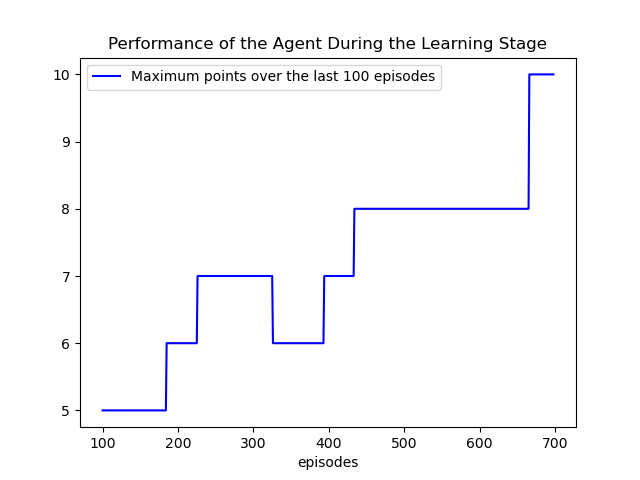 Performance of the Agent During the Learning Stage
Maximum points over the last 100 episodes
10
9
8
7
6
5
100 200 300 400 500 600 700
episodes